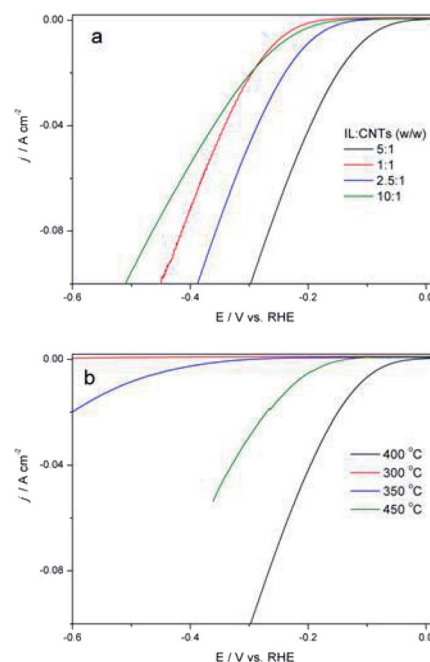 a
0.00
-0.04
-0.08
j / A cm⁻²
IL:CNTs (w/w)
5:1
1:1
2.5:1
10:1
-0.6 -0.4 -0.2 0.0
E / V vs. RHE
b
0.00
-0.04
-0.08
j / A cm⁻²
400 °C
300 °C
350 °C
450 °C
-0.6 -0.4 -0.2 0.0
E / V vs. RHE